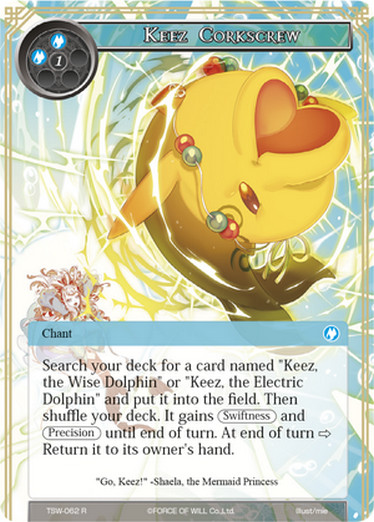 Keez Corkscrew
1
Chant
Search your deck for a card named "Keez,
the Wise Dolphin" or "Keez, the Electric
Dolphin" and put it into the field. Then
shuffle your deck. It gains Swiftness and
Precision until end of turn. At end of turn ⇨
Return it to its owner's hand.
"Go, Keez!" -Shaela, the Mermaid Princess
TSW-062 R ©FORCE OF WILL Co.,Ltd. Illust/mie